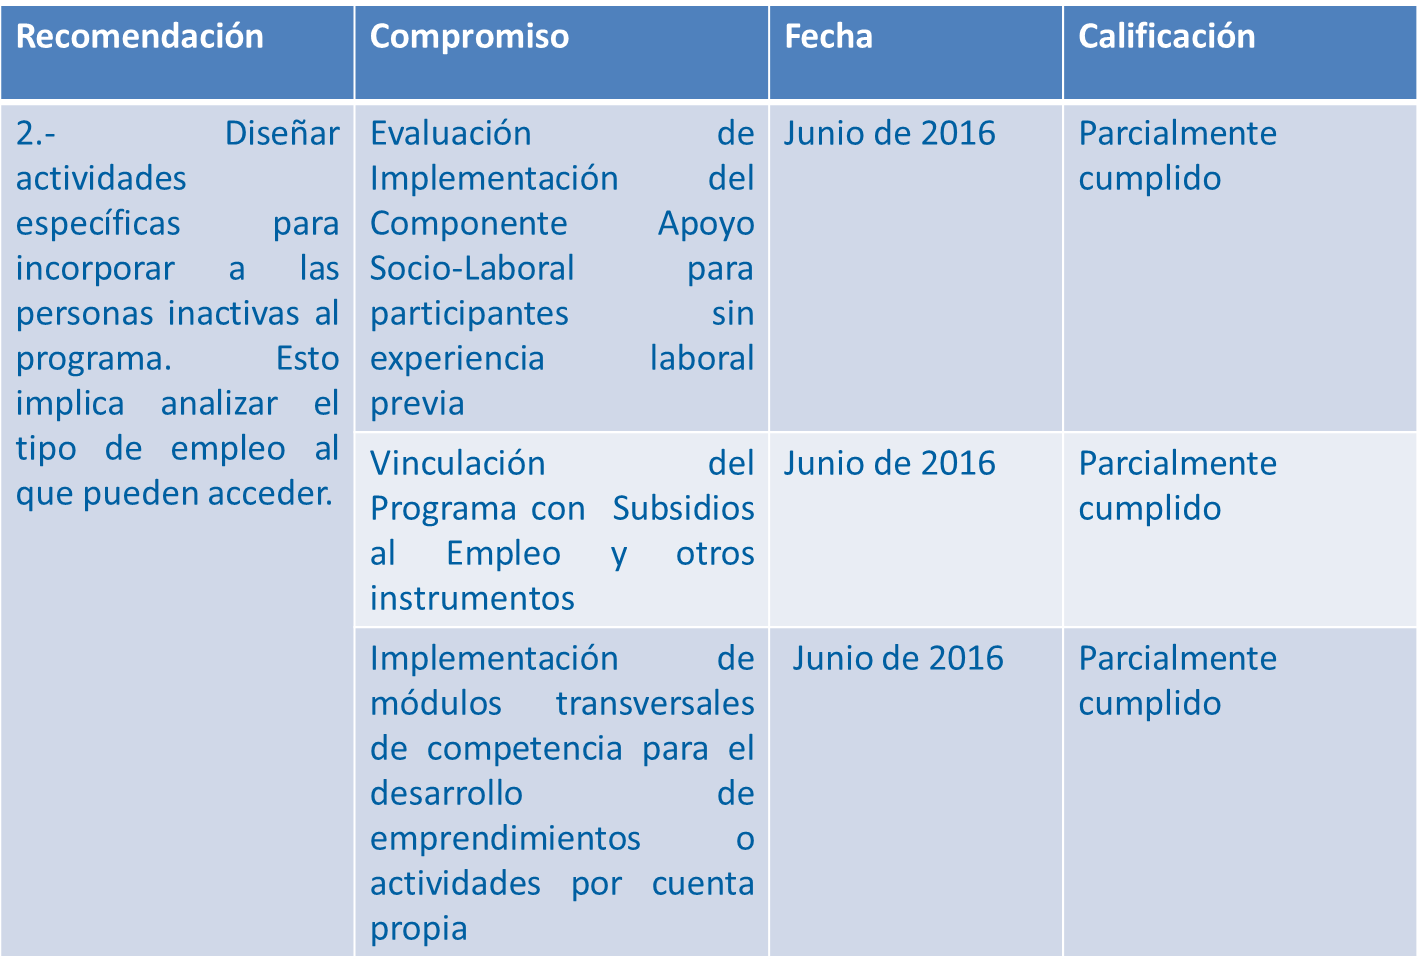 Recomendación
Compromiso
Fecha
Calificación
2.- Diseñar
actividades
específicas para
incorporar a las
personas inactivas al
programa. Esto
implica analizar el
tipo de empleo al
que pueden acceder.
Evaluación de
Implementación del
Componente Apoyo
Socio-Laboral para
participantes sin
experiencia laboral
previa
Junio de 2016
Parcialmente
cumplido
Vinculación del
Programa con Subsidios
al Empleo y otros
instrumentos
Junio de 2016
Parcialmente
cumplido
Implementación de
módulos transversales
de competencia para el
desarrollo de
emprendimientos o
actividades por cuenta
propia
Junio de 2016
Parcialmente
cumplido